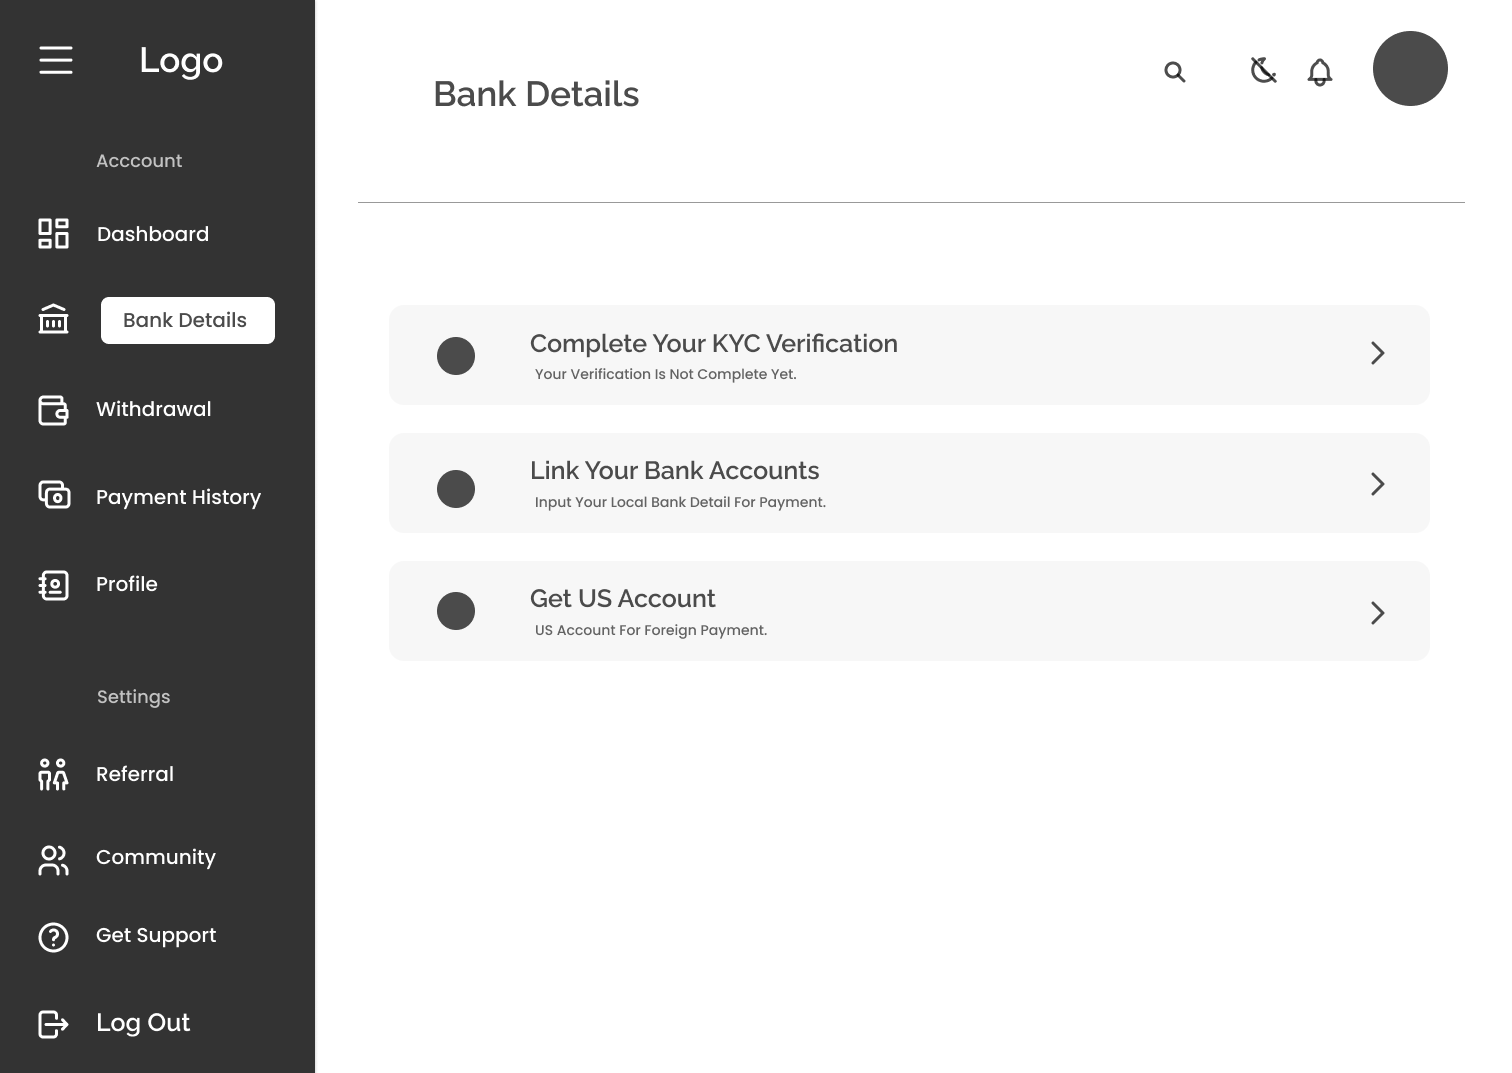 Logo
Acccount
Dashboard
Bank Details
Withdrawal
Payment History
Profile
Settings
Referral
Community
Get Support
Log Out
Bank Details
Complete Your KYC Verification
Your Verification Is Not Complete Yet.
Link Your Bank Accounts
Input Your Local Bank Detail For Payment.
Get US Account
US Account For Foreign Payment.